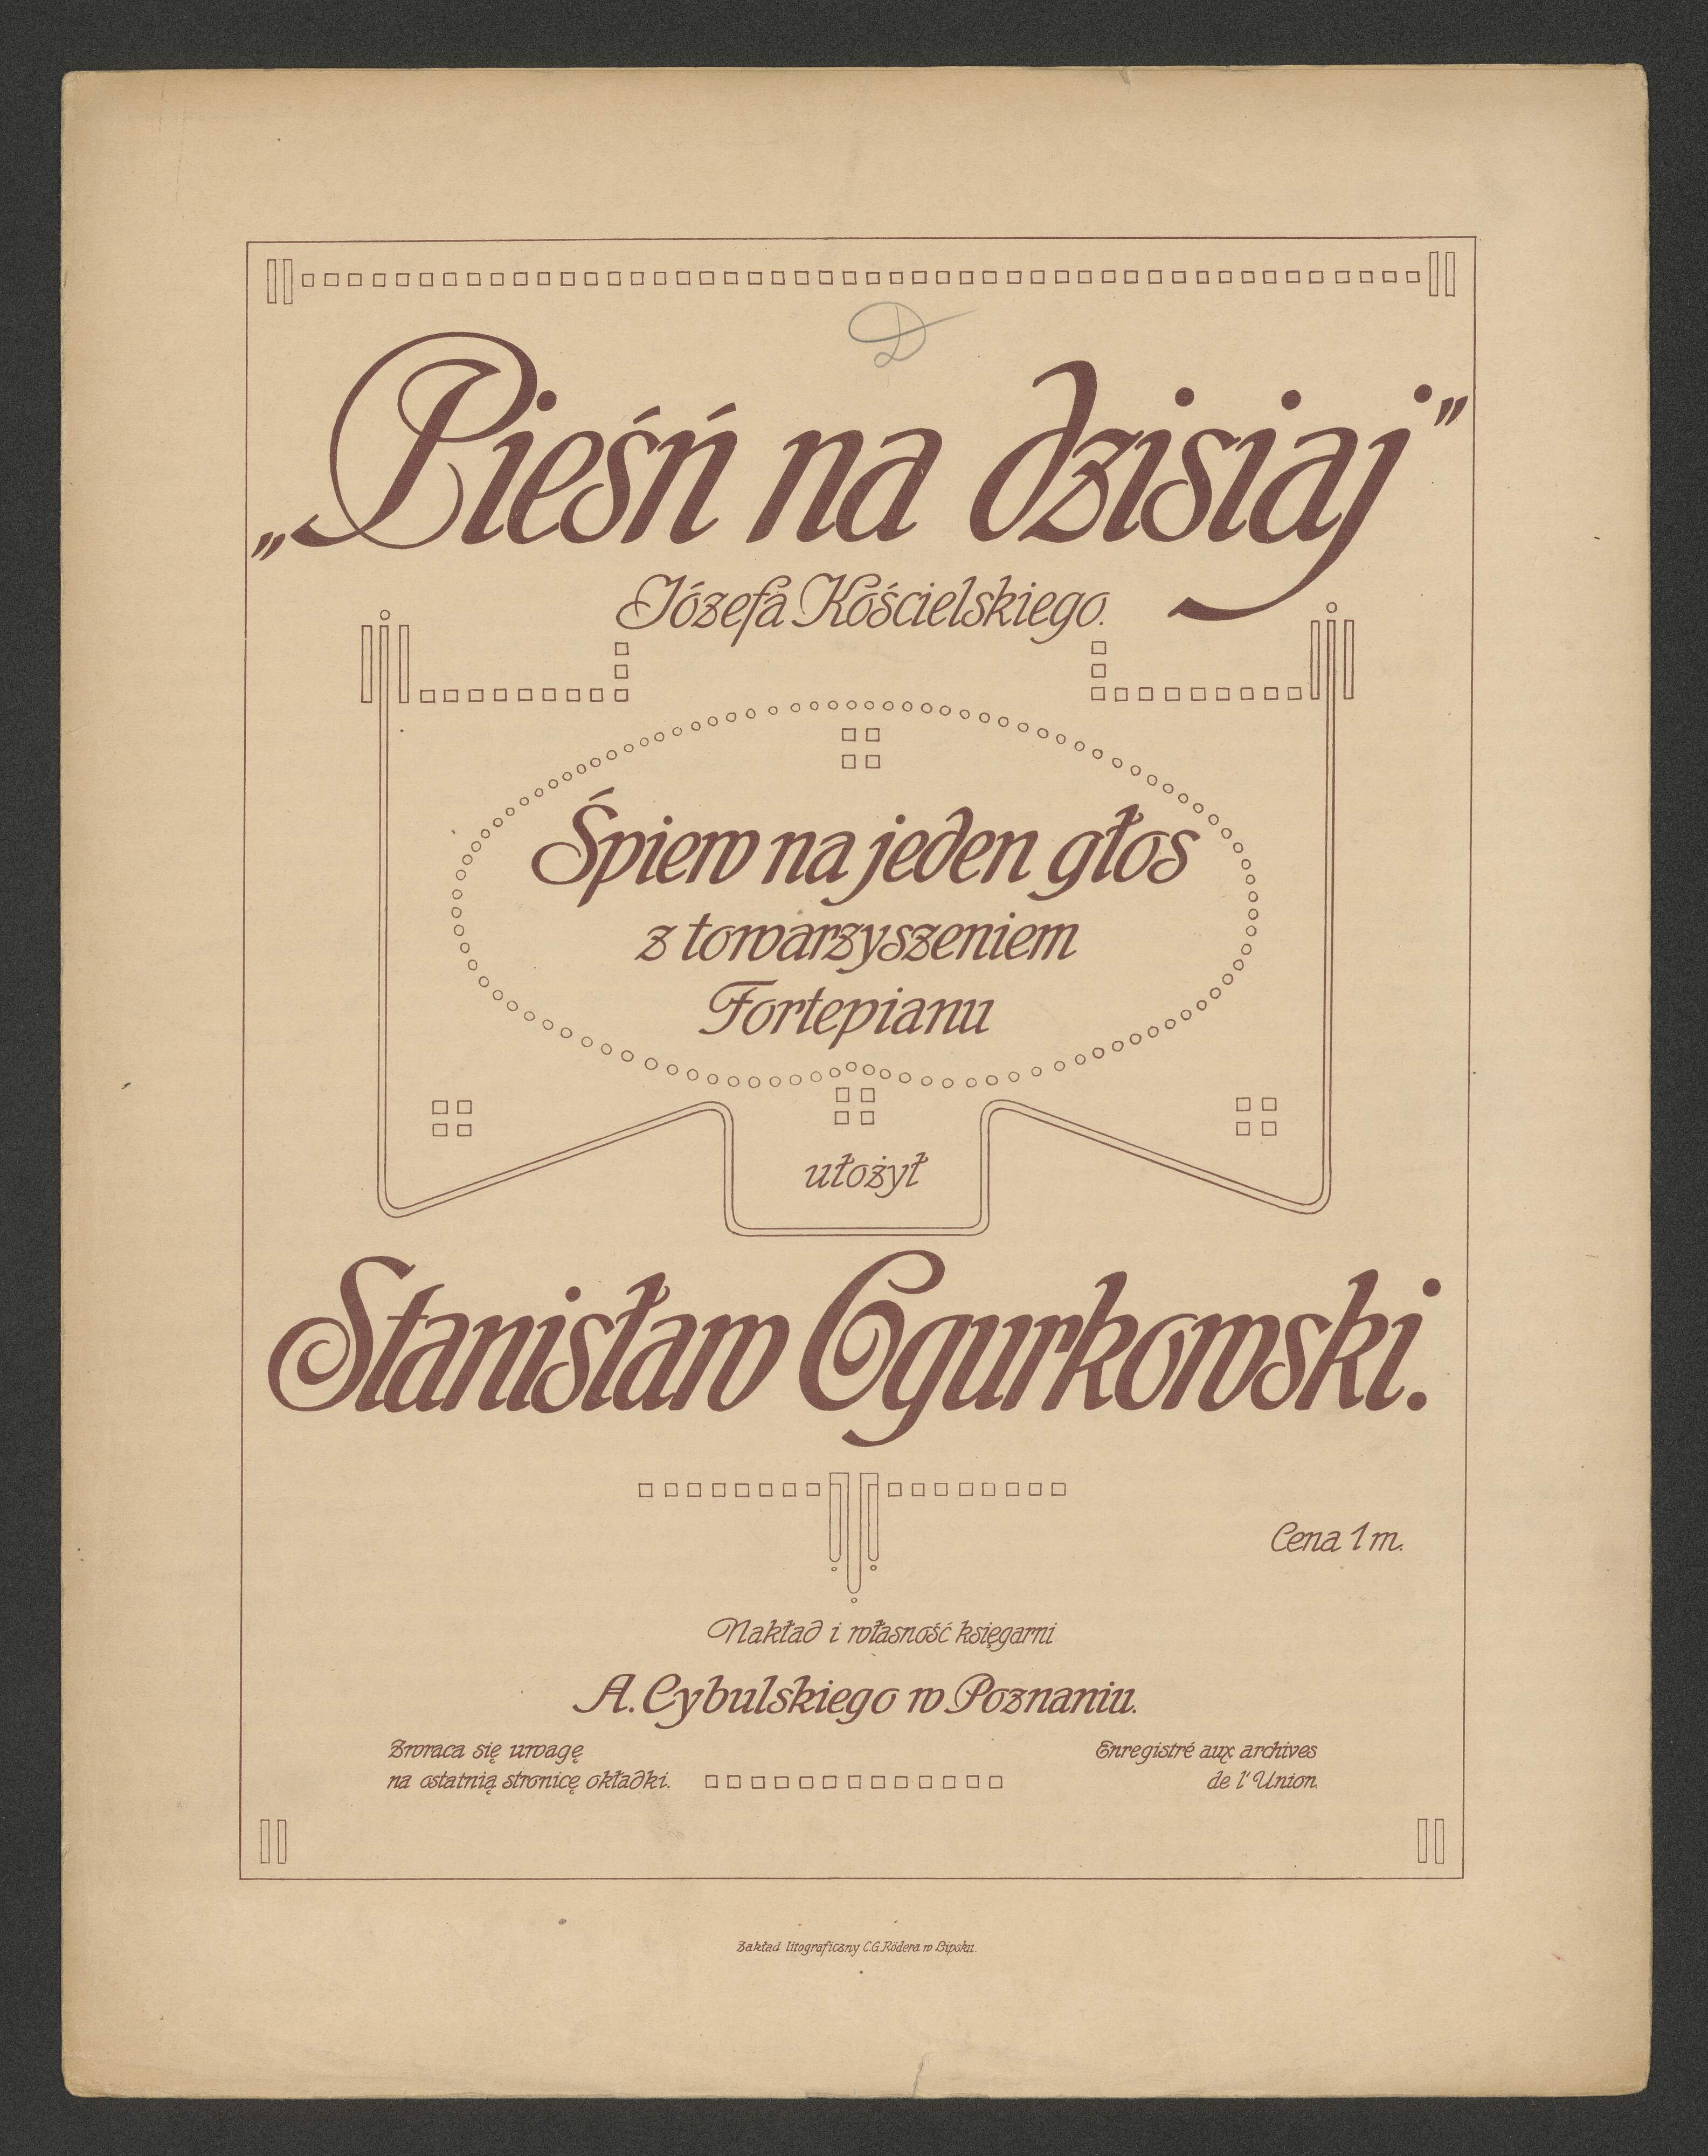 „Pieśń na dzisiaj”
Józefa Kościelskiego.
Śpiew na jeden głos
z towarzyszeniem
Fortepianu
ułożył
Stanisław Ogurkowski.
Cena 1 m.
Nakład i własność księgarni
A. Cybulskiego w Poznaniu.
Zwraca się uwagę
na ostatnią stronicę okładki.
Enregistré aux archives
de l'Union.
Zakład litograficzny C.G. Rödera w Lipsku.